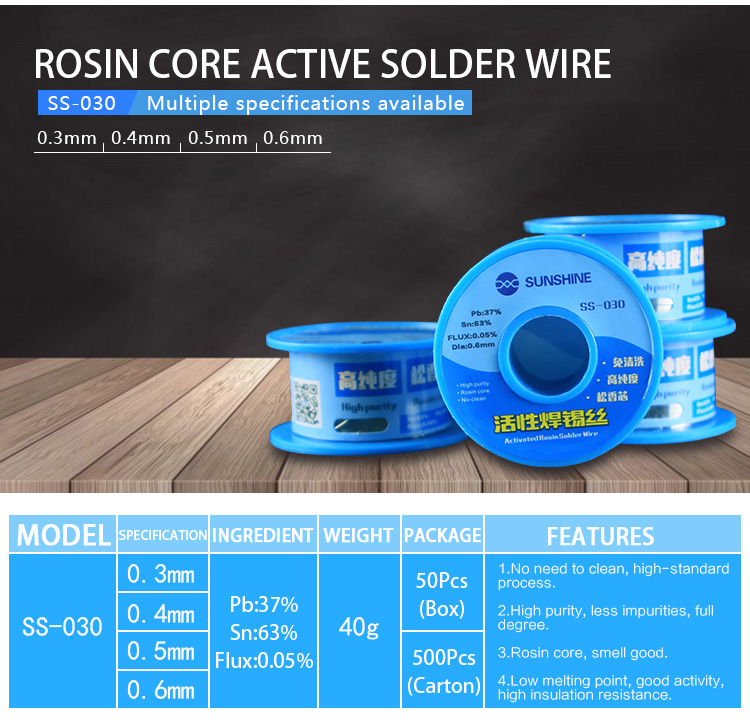 ROSIN CORE ACTIVE SOLDER WIRE
SS-030 Multiple specifications available
0.3mm 0.4mm 0.5mm 0.6mm
SUNSHINE
SS-030
Pb:37%
Sn:63%
FLUX:0.05%
Dia:0.6mm
· High purity
· Rosin core
· No-clean
· 免清洗
· 高纯度
· 松香芯
活性焊锡丝
Activated Rosin Solder Wire
高纯度 松香
High purity
高纯度 松
High purity
MODEL SPECIFICATION INGREDIENT WEIGHT PACKAGE FEATURES
SS-030
0.3mm
0.4mm
0.5mm
0.6mm
Pb:37%
Sn:63%
Flux:0.05%
40g
50Pcs
(Box)
500Pcs
(Carton)
1.No need to clean, high-standard
process.
2.High purity, less impurities, full
degree.
3.Rosin core, smell good.
4.Low melting point, good activity,
high insulation resistance.